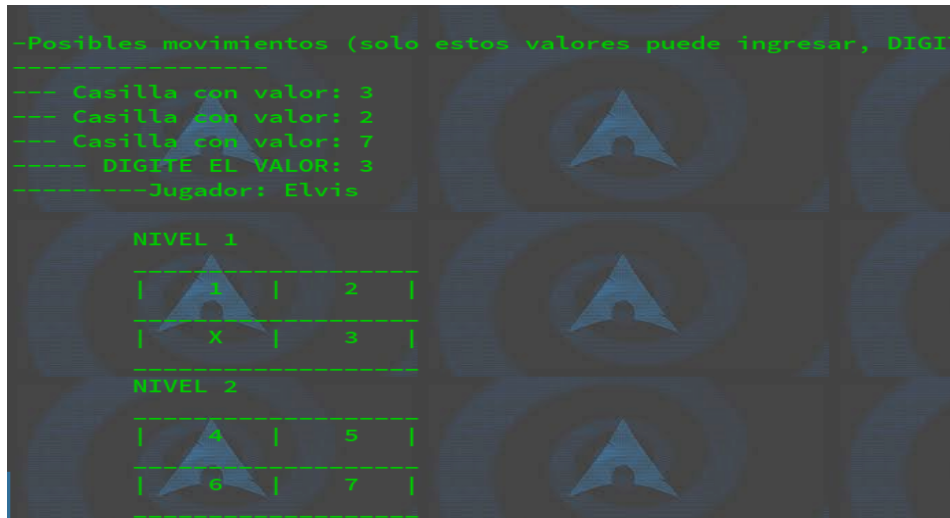 -Posibles movimientos (solo estos valores puede ingresar, DIGI
-----------------
--- Casilla con valor: 3
--- Casilla con valor: 2
--- Casilla con valor: 7
----- DIGITE EL VALOR: 3
---------Jugador: Elvis
NIVEL 1
___________________
| 1 | 2 |
___________________
| X | 3 |
___________________
NIVEL 2
___________________
| 4 | 5 |
___________________
| 6 | 7 |
___________________